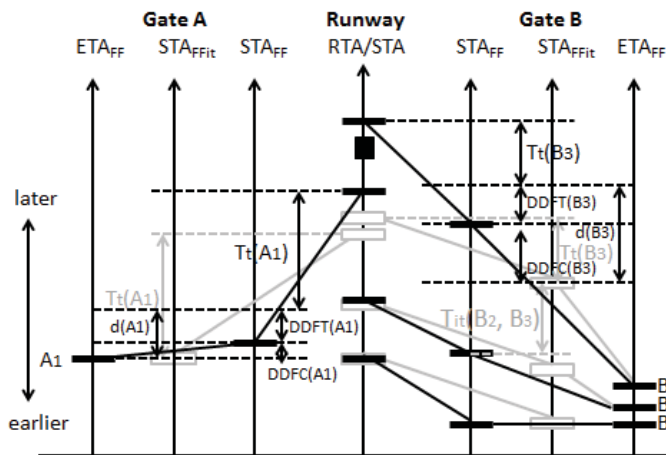 Gate A Runway Gate B
ETAFF STAFFit STAFF RTA/STA STAFF STAFFit ETAFF
Tt(B3)
later
DDFT(B3)
d(B3)
Tt(A1)
Tt(B3)
DDFC(B3)
Tt(A1)
d(A1)
DDFT(A1)
Tit(B2, B3)
A1
DDFC(A1)
B
B
earlier
B